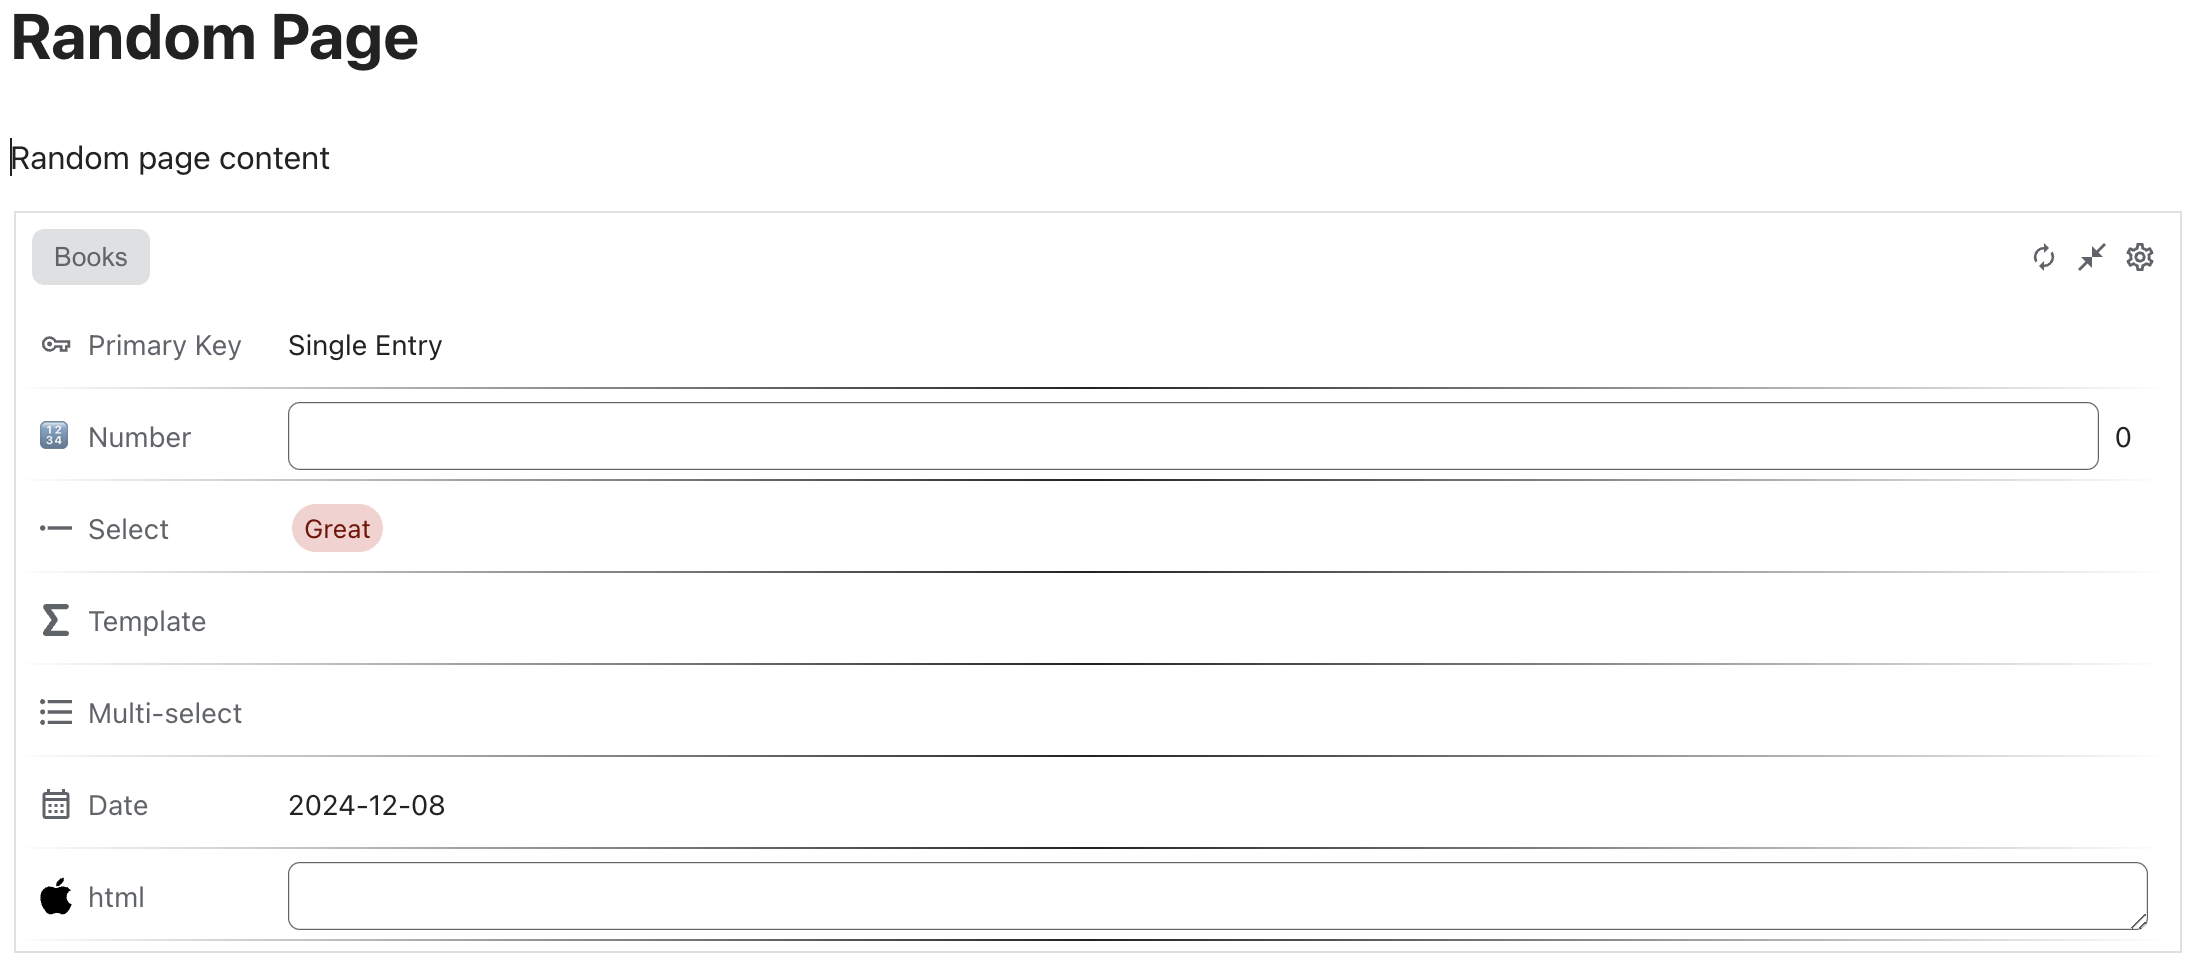 Random Page
Random page content
Books
Primary Key Single Entry
Number 0
Select Great
Template
Multi-select
Date 2024-12-08
html